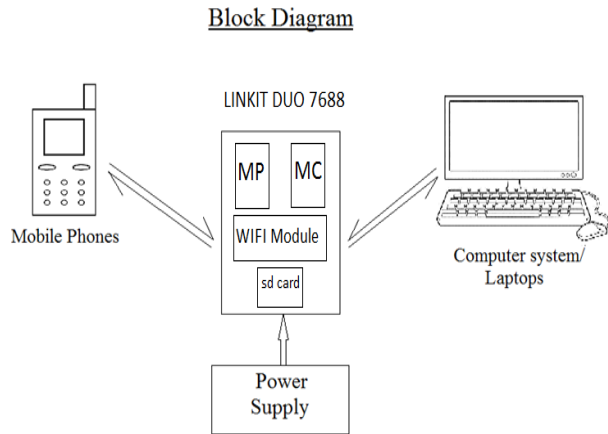 Block Diagram
LINKIT DUO 7688
MP
MC
WIFI Module
sd card
Mobile Phones
Computer system/
Laptops
Power
Supply